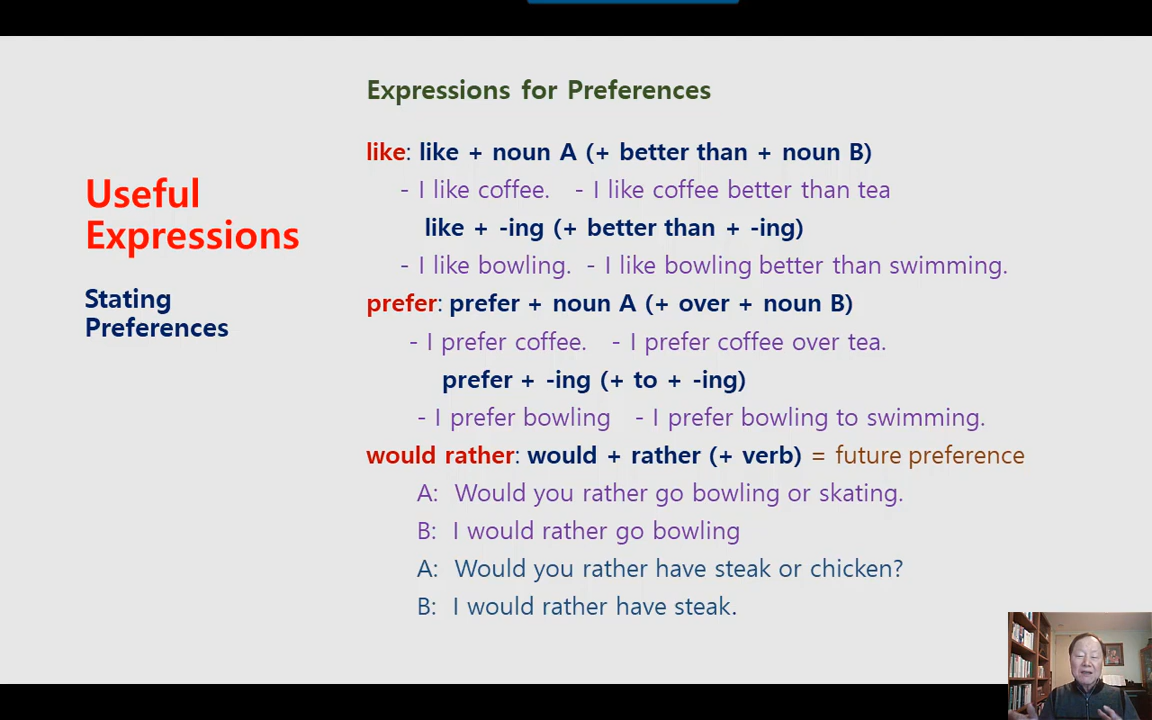 Expressions for Preferences
Useful
Expressions
Stating
Preferences
like: like + noun A (+ better than + noun B)
- I like coffee. - I like coffee better than tea
like + -ing (+ better than + -ing)
- I like bowling. - I like bowling better than swimming.
prefer: prefer + noun A (+ over + noun B)
- I prefer coffee. - I prefer coffee over tea.
prefer + -ing (+ to + -ing)
- I prefer bowling - I prefer bowling to swimming.
would rather: would + rather (+ verb) = future preference
A: Would you rather go bowling or skating.
B: I would rather go bowling
A: Would you rather have steak or chicken?
B: I would rather have steak.